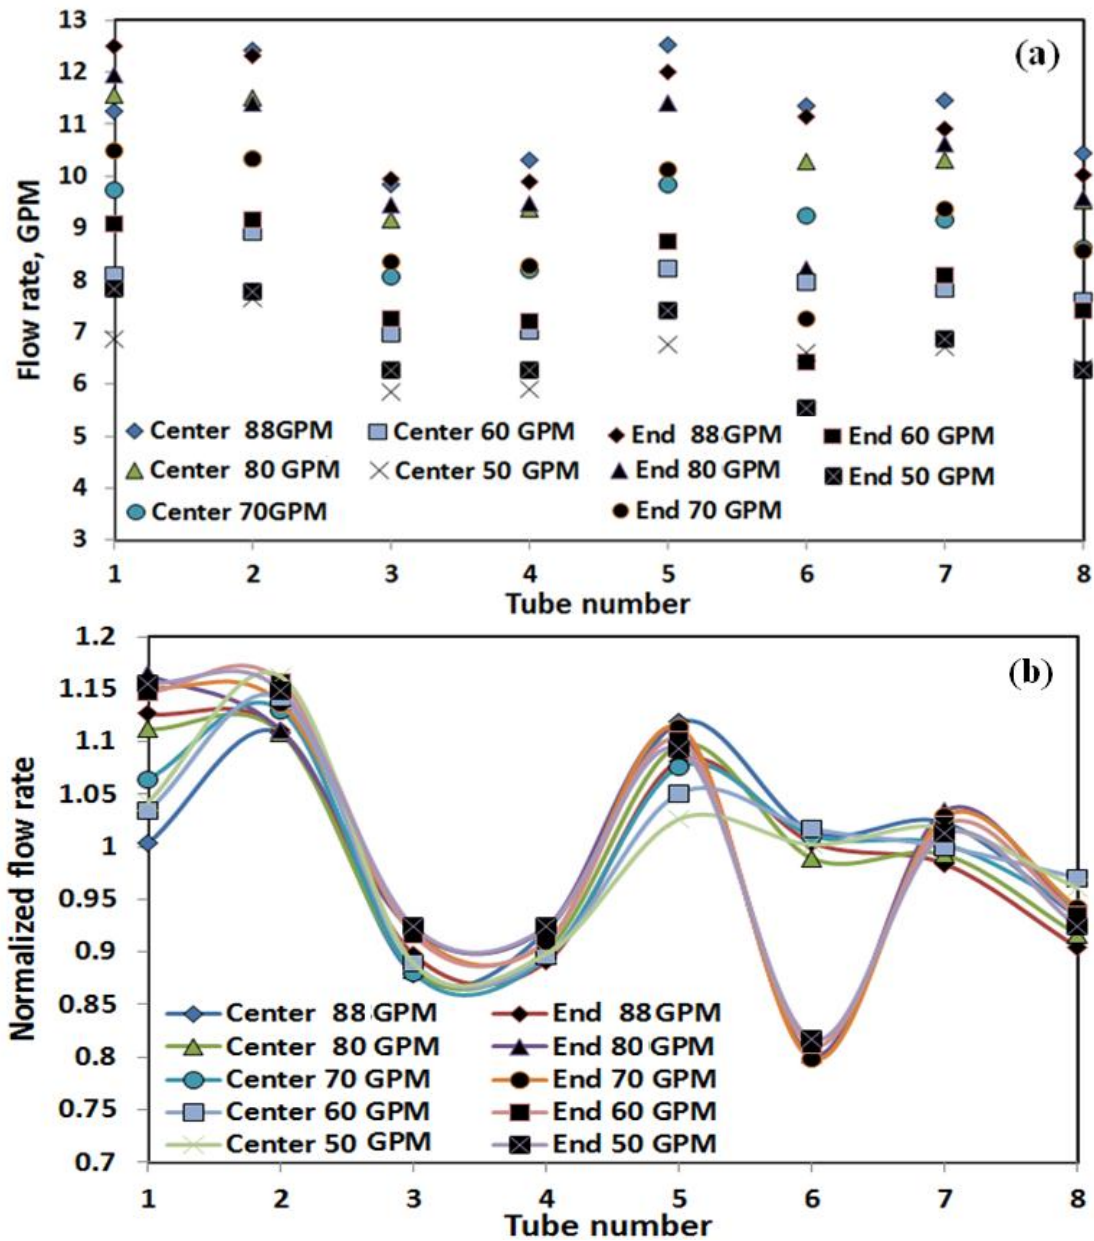 13
(a)
12
11
10
9
8
7
6
5
4
3
Flow rate, GPM
Center 88GPM
Center 60 GPM
End 88GPM
End 60 GPM
Center 80 GPM
Center 50 GPM
End 80 GPM
End 50 GPM
Center 70GPM
End 70 GPM
1 2 3 4 5 6 7 8
Tube number
1.2
(b)
1.15
1.1
1.05
1
0.95
0.9
0.85
0.8
0.75
0.7
Normalized flow rate
Center 88GPM
End 88GPM
Center 80 GPM
End 80 GPM
Center 70 GPM
End 70 GPM
Center 60 GPM
End 60 GPM
Center 50 GPM
End 50 GPM
1 2 3 4 5 6 7 8
Tube number